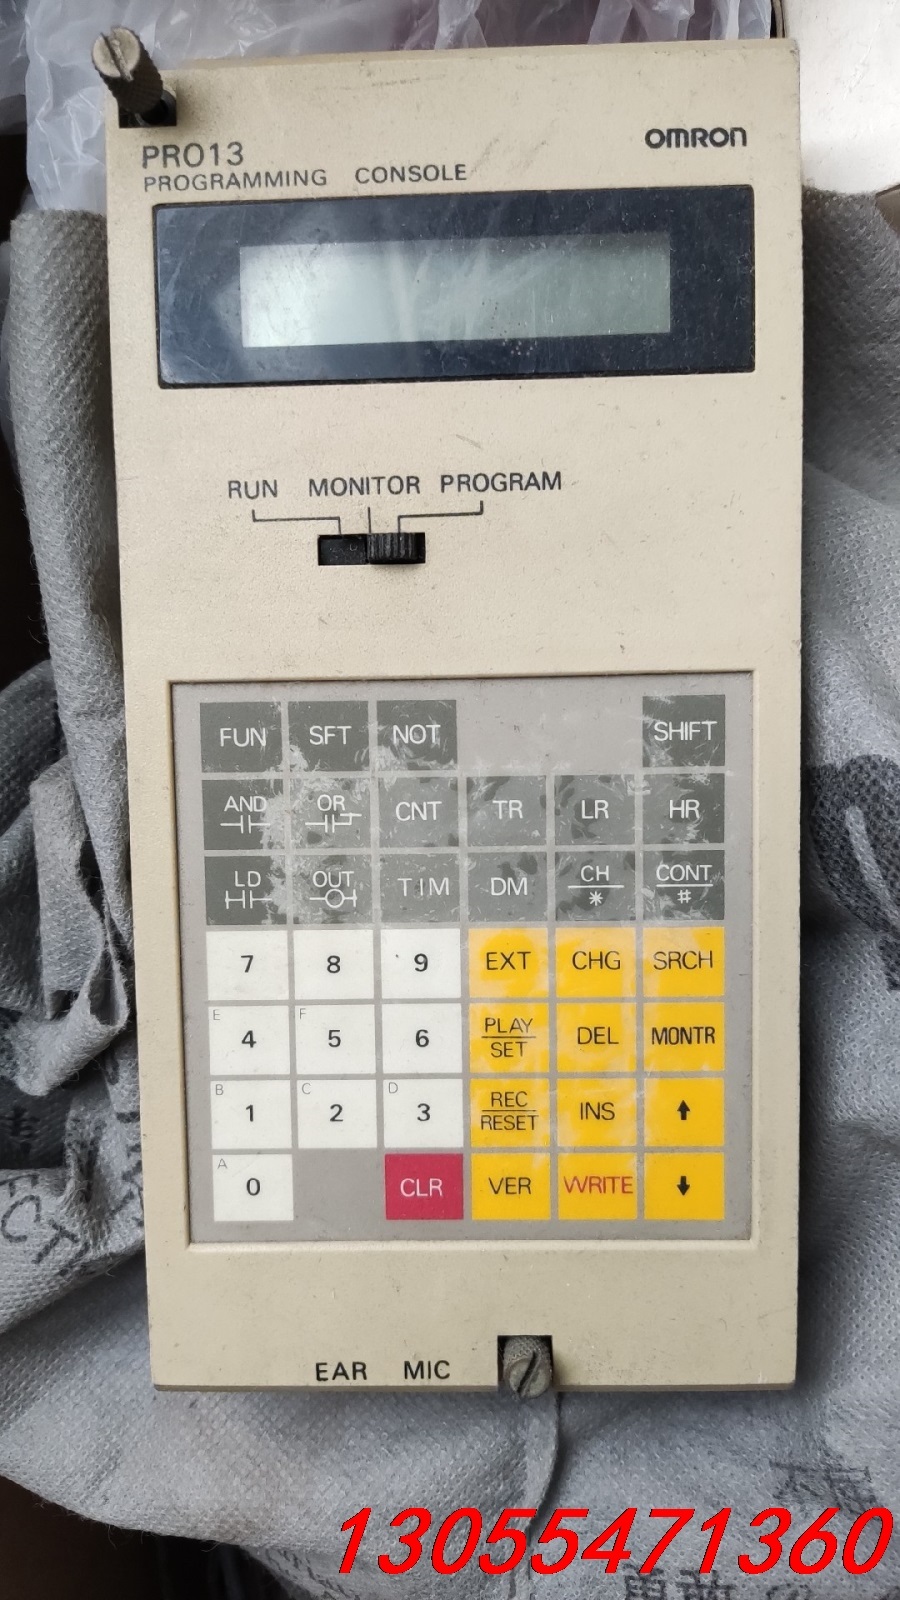 OMRON
PRO13
PROGRAMMING CONSOLE
RUN MONITOR PROGRAM
FUN SFT NOT SHIFT
AND OR CNT TR LR HR
LD OUT TIM DM CH * CONT #
7 8 9 EXT CHG SRCH
E 4 F 5 6 PLAY SET DEL MONTR
B 1 C 2 D 3 REC RESET INS ↑
A 0 CLR VER WRITE ↓
EAR MIC
13055471360